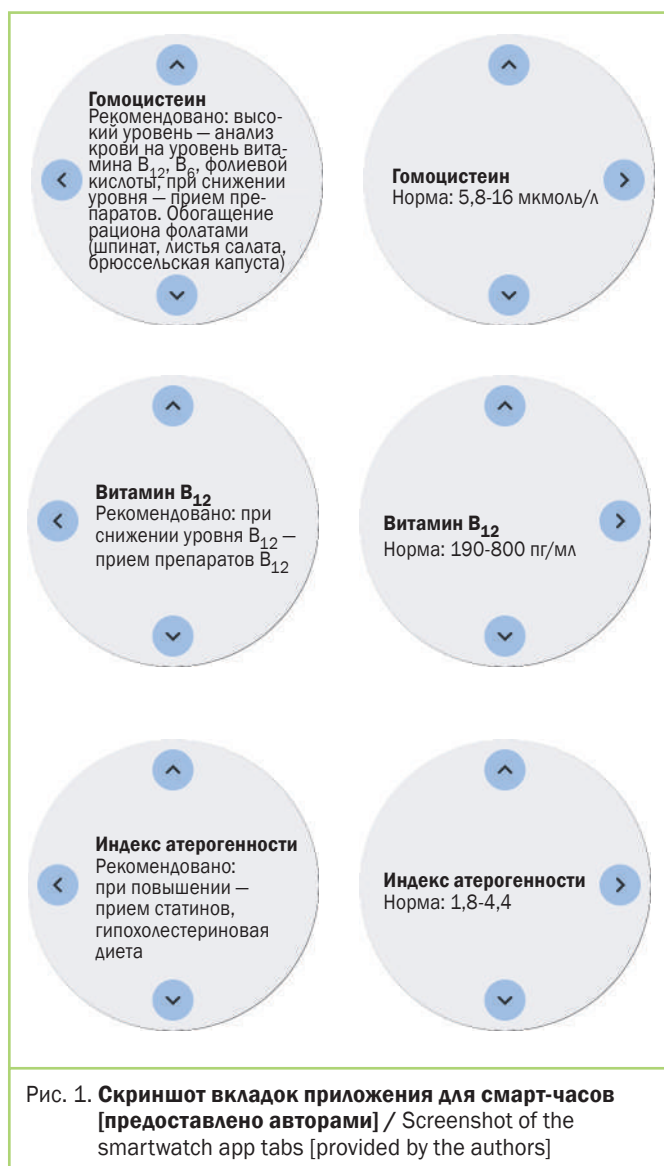 Гомоцистеин
Рекомендовано: высо-
кий уровень — анализ
крови на уровень вита-
мина B12, B6, фолиевой
кислоты, при снижении
уровня — прием пре-
паратов. Обогащение
рациона фолатами
(шпинат, листья салата,
брюссельская капуста)
Гомоцистеин
Норма: 5,8-16 мкмоль/л
Витамин B12
Рекомендовано: при
снижении уровня B12 —
прием препаратов B12
Витамин B12
Норма: 190-800 пг/мл
Индекс атерогенности
Рекомендовано:
при повышении —
прием статинов,
гипохолестериновая
диета
Индекс атерогенности
Норма: 1,8-4,4
Рис. 1. Скриншот вкладок приложения для смарт-часов
[предоставлено авторами] / Screenshot of the
smartwatch app tabs [provided by the authors]